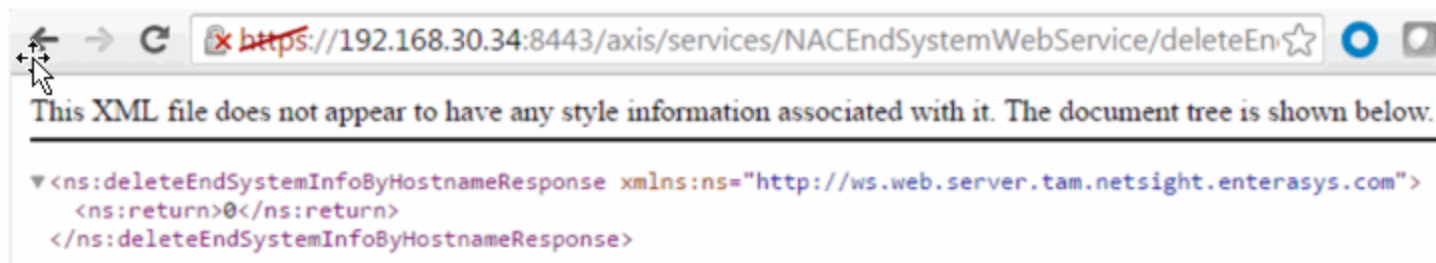 https://192.168.30.34:8443/axis/services/NACEndSystemWebService/deleteEn
This XML file does not appear to have any style information associated with it. The document tree is shown below.
▼<ns:deleteEndSystemInfoByHostnameResponse xmlns:ns="http://ws.web.server.tam.netsight.enterasys.com">
<ns:return>0</ns:return>
</ns:deleteEndSystemInfoByHostnameResponse>